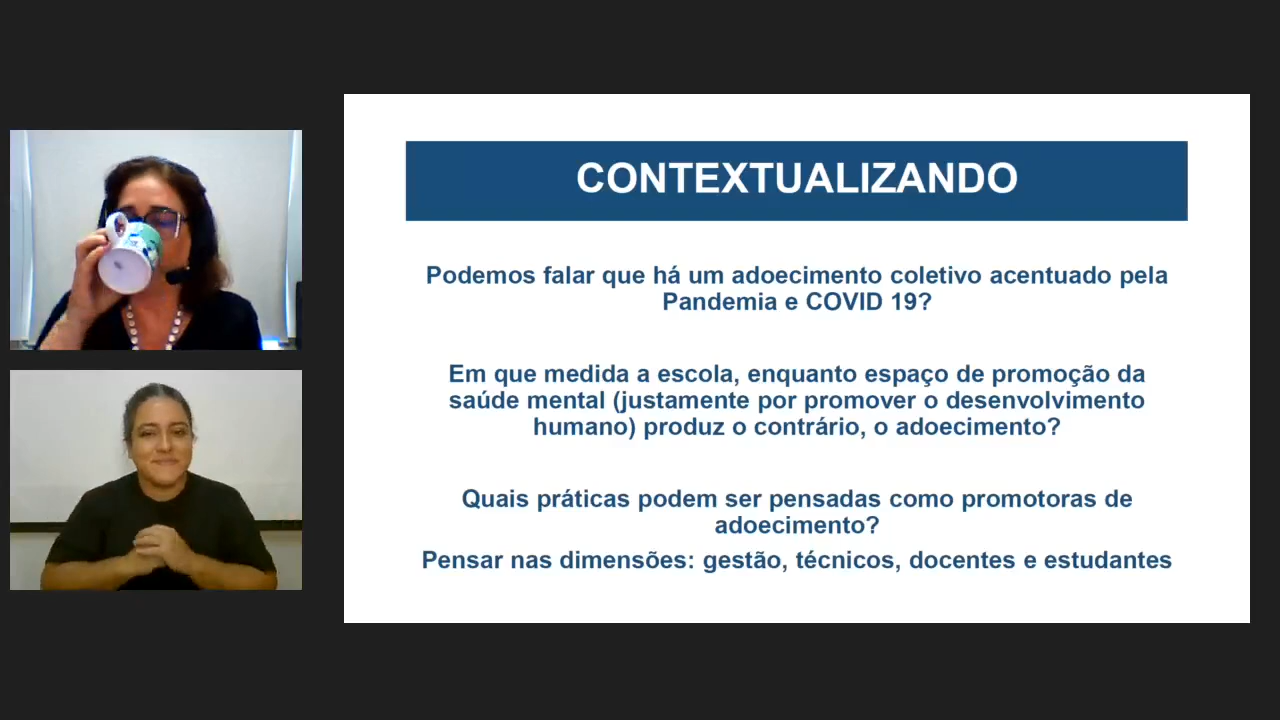 CONTEXTUALIZANDO
Podemos falar que há um adoecimento coletivo acentuado pela
Pandemia e COVID 19?
Em que medida a escola, enquanto espaço de promoção da
saúde mental (justamente por promover o desenvolvimento
humano) produz o contrário, o adoecimento?
Quais práticas podem ser pensadas como promotoras de
adoecimento?
Pensar nas dimensões: gestão, técnicos, docentes e estudantes